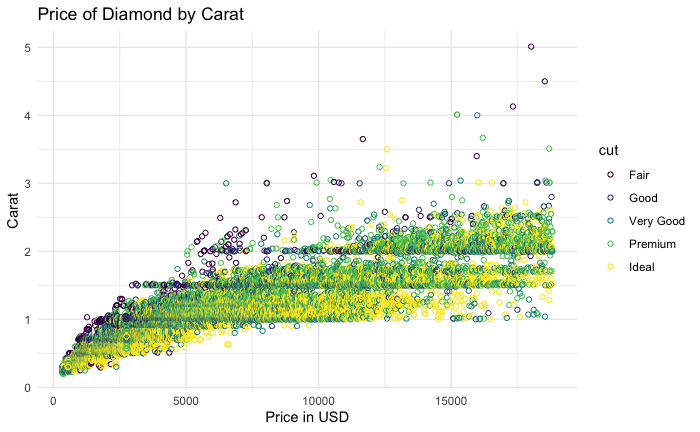 Price of Diamond by Carat
5
4
3
2
1
0
Carat
0 5000 10000 15000
Price in USD
cut
Fair
Good
Very Good
Premium
Ideal